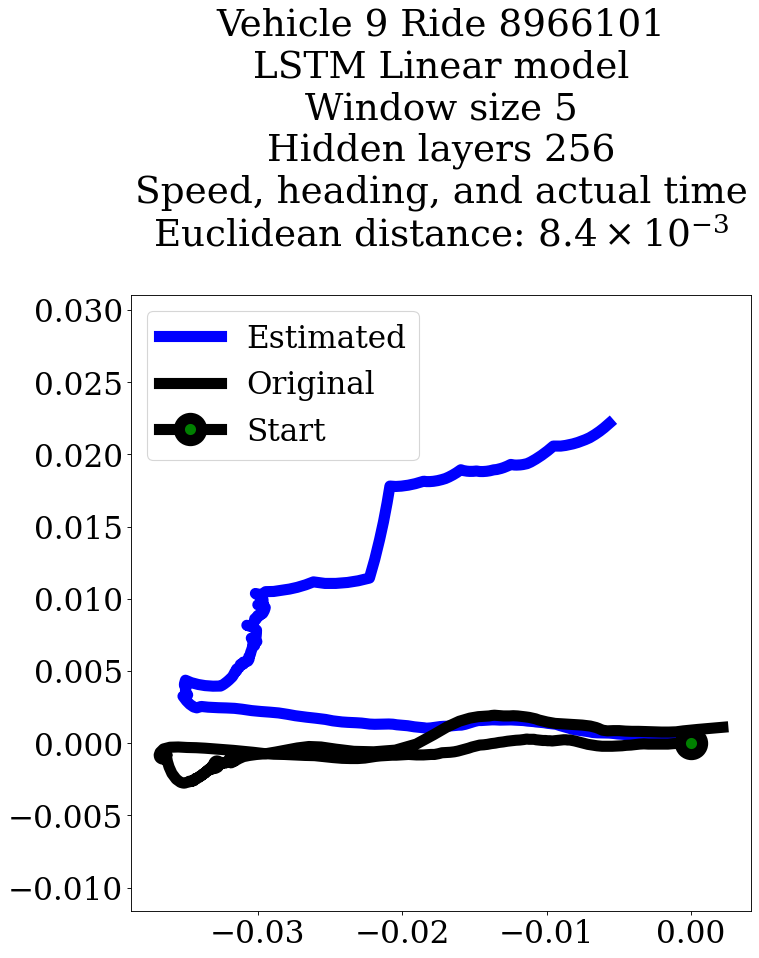 Vehicle 9 Ride 8966101
LSTM Linear model
Window size 5
Hidden layers 256
Speed, heading, and actual time
Euclidean distance: 8.4 × 10⁻³
0.030
0.025
0.020
0.015
0.010
0.005
0.000
−0.005
−0.010
Estimated
Original
Start
−0.03 −0.02 −0.01 0.00